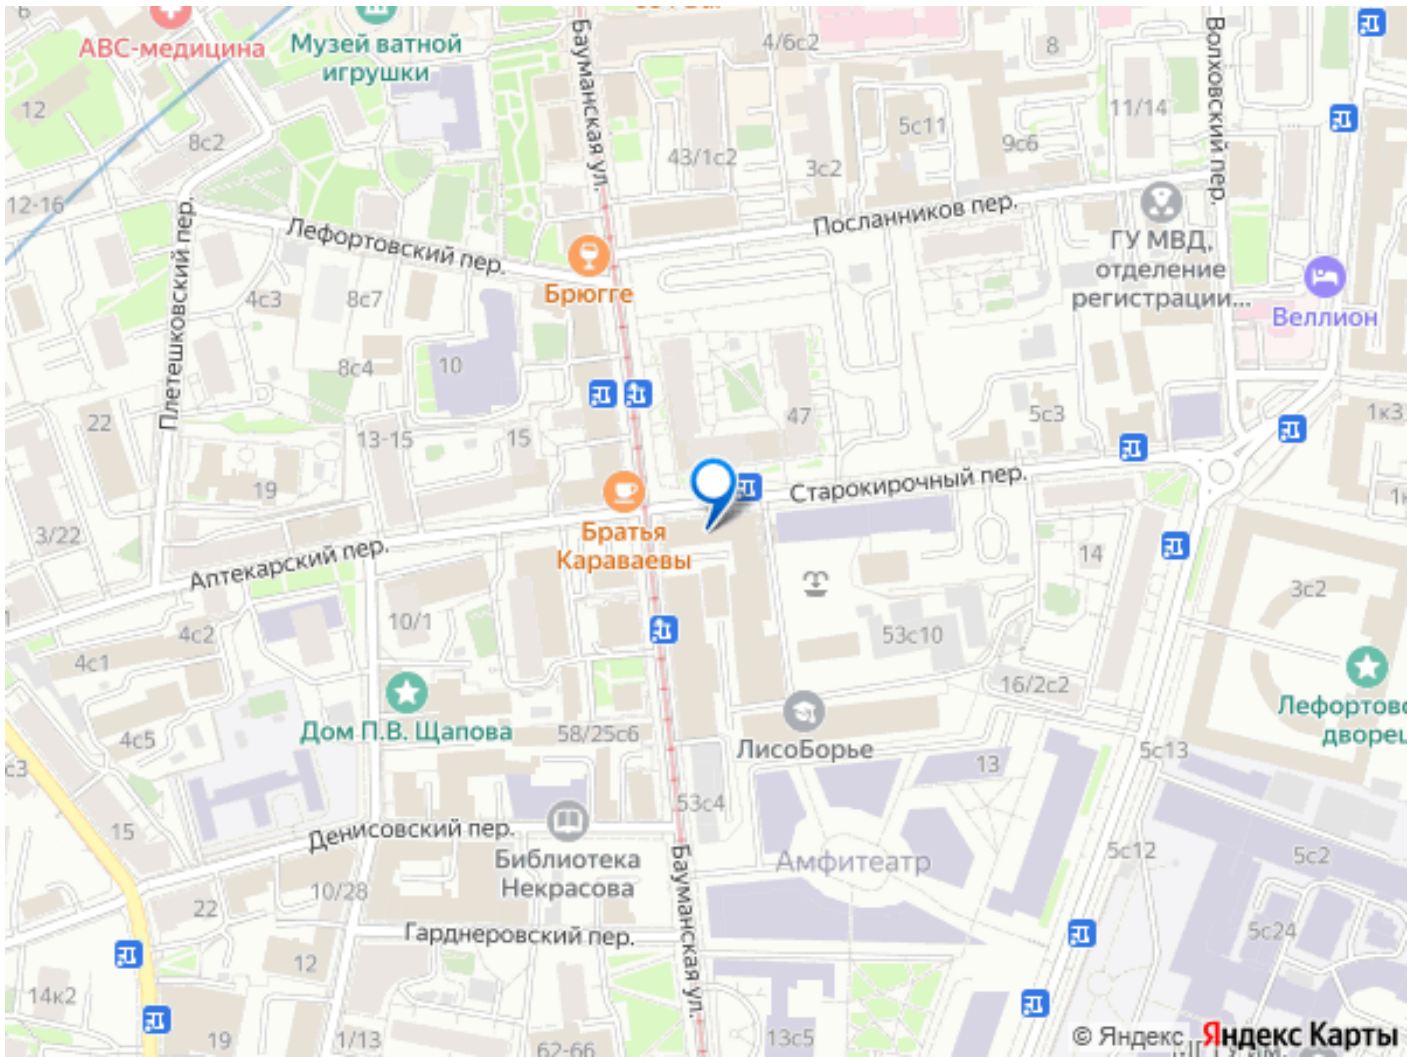 6
АВС-медицина
Музей ватной
игрушки
4/6с2
8
12
8с2
Бауманская ул.
43/1с2
3с2
5с11
9с6
11/14
Волховский пер.
12-16
Плетешковский пер.
Лефортовский пер.
Посланников пер.
ГУ МВД,
отделение
регистрации...
Брюгге
Веллион
4с3
8с7
8с4
10
22
13-15
15
47
5с3
1к3
19
Старокирочный пер.
3/22
Братья
Караваевы
Аптекарский пер.
14
3с2
10/1
4с2
4с1
53с10
16/2с2
Дом П.В. Щапова
58/25с6
ЛисоБорье
Лефортовс
дворец
4с5
5с13
13
с3
53с4
15
Денисовский пер.
Библиотека
Некрасова
Амфитеатр
5с12
5с2
10/28
22
Бауманская ул.
Гарднеровский пер.
5с24
12
14к2
19
1/13
62-66
13с5
© Яндекс
Яндекс Карты